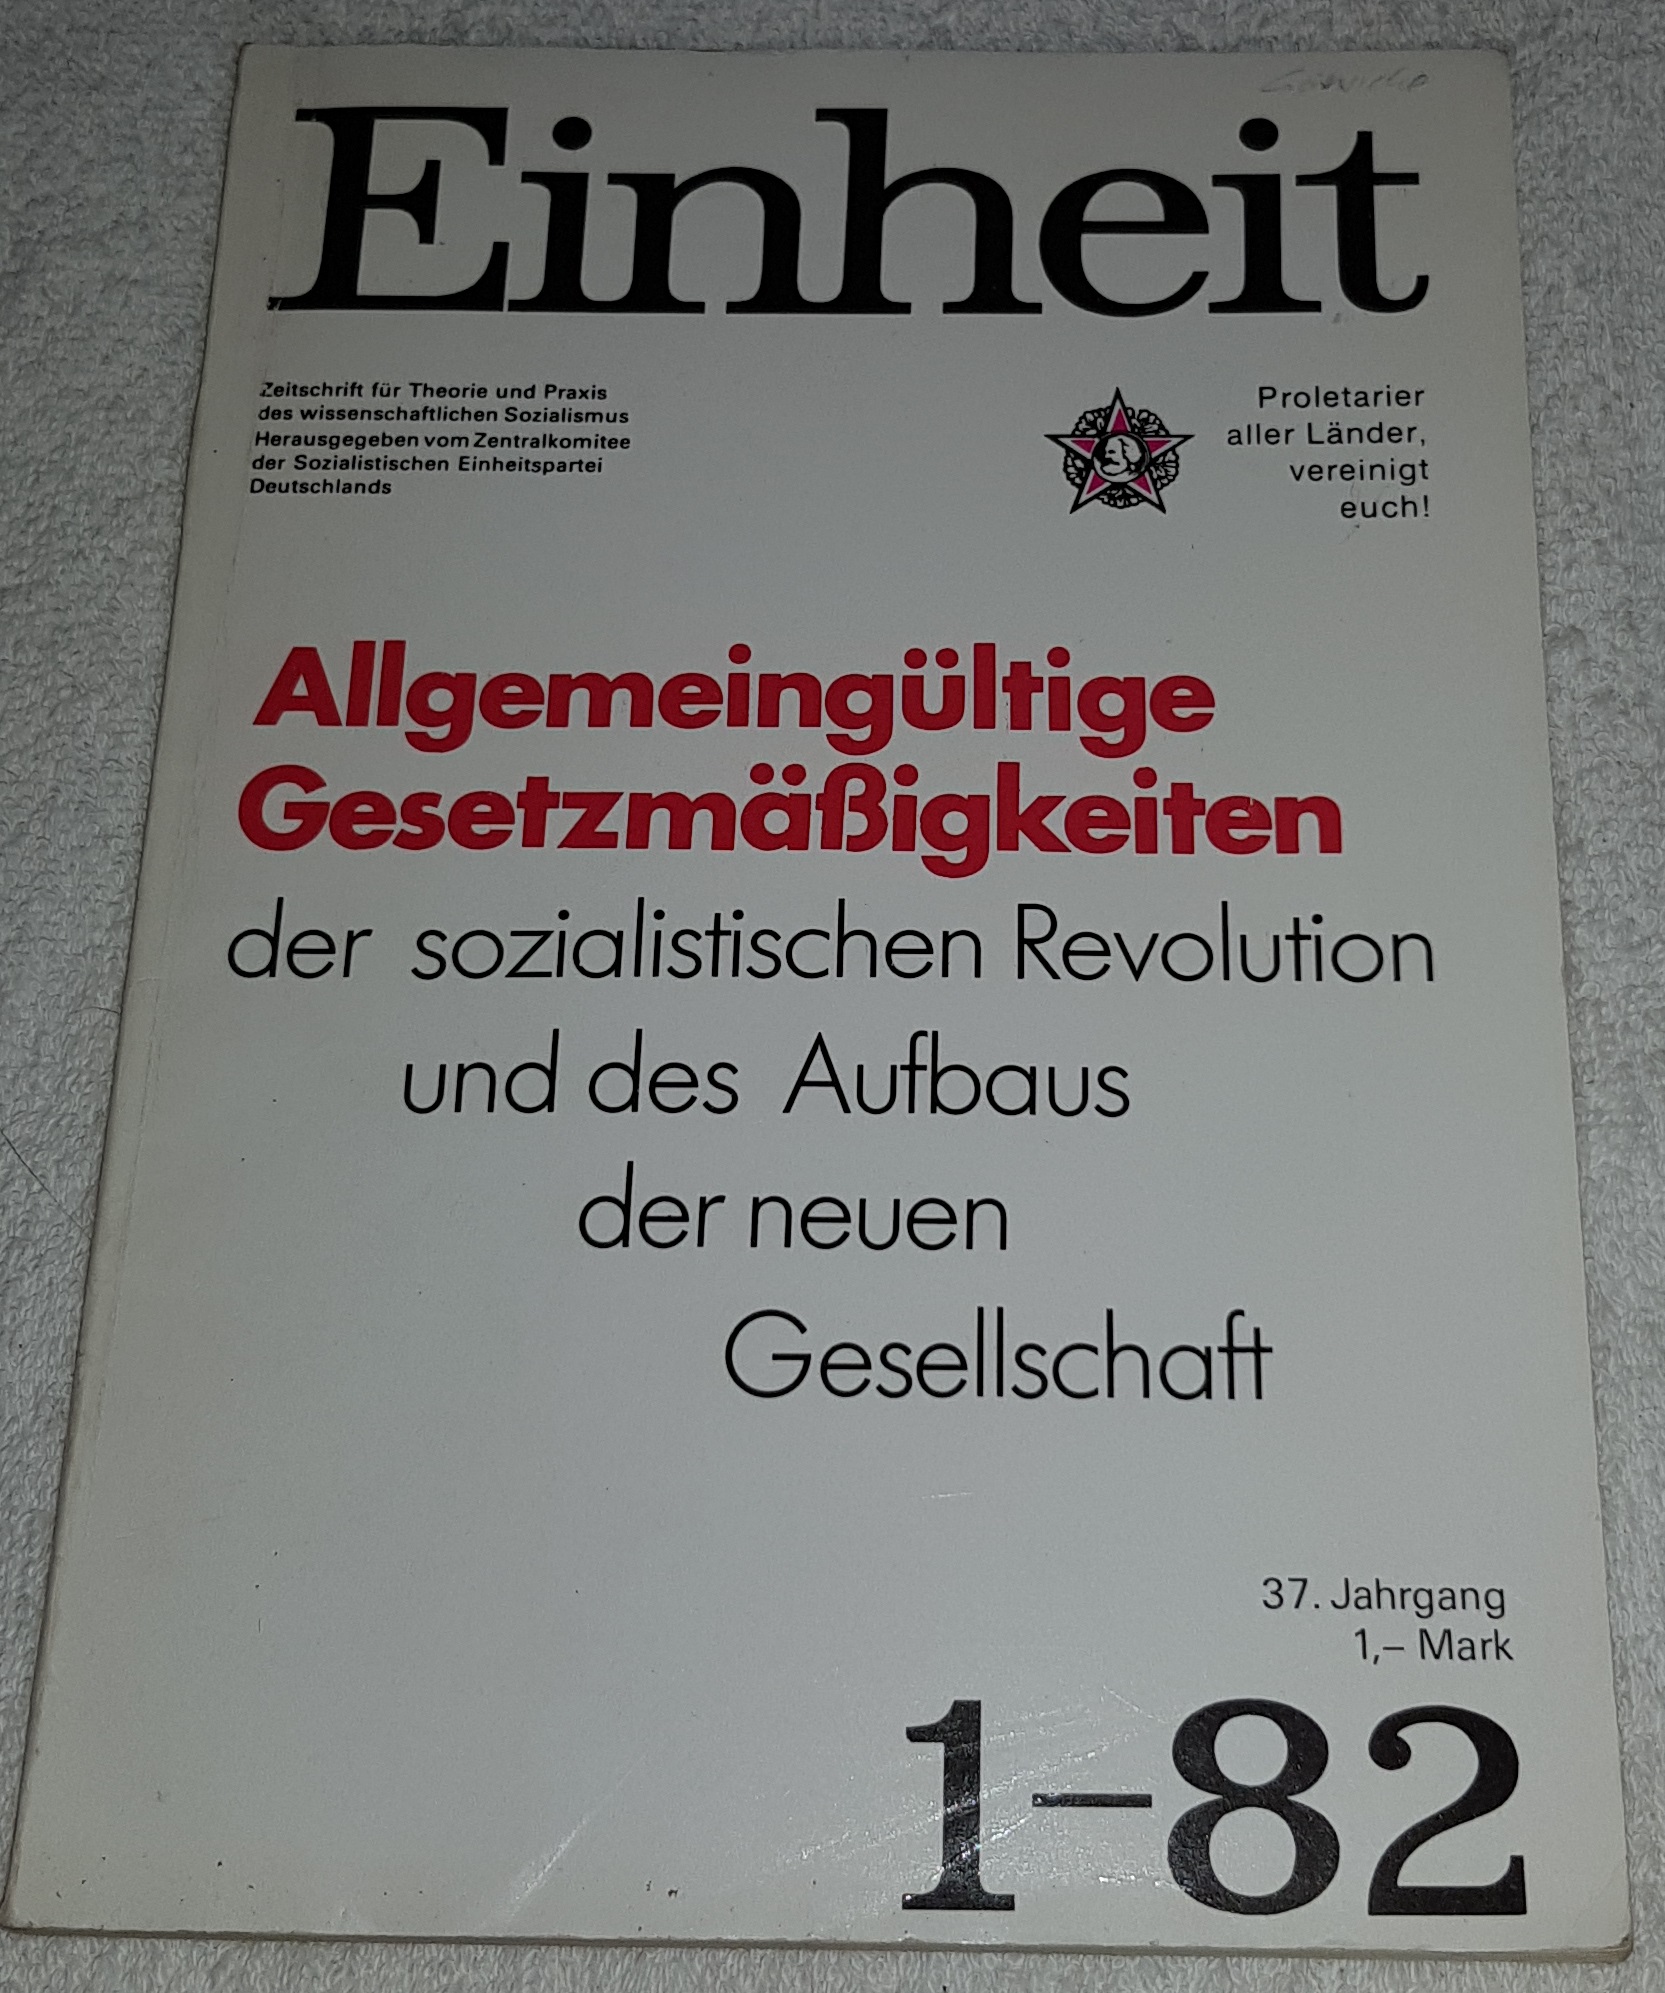 Einheit
Zeitschrift für Theorie und Praxis
des wissenschaftlichen Sozialismus
Herausgegeben vom Zentralkomitee
der Sozialistischen Einheitspartei
Deutschlands
Proletarier
aller Länder,
vereinigt
euch!
Allgemeingültige
Gesetzmäßigkeiten
der sozialistischen Revolution
und des Aufbaus
der neuen
Gesellschaft
37. Jahrgang
1,– Mark
1–82